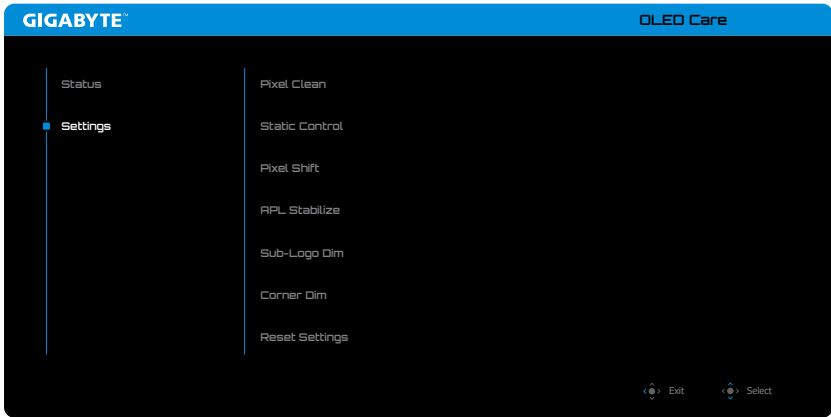 GIGABYTE™
OLED Care
Status
Settings
Pixel Clean
Static Control
Pixel Shift
APL Stabilize
Sub-Logo Dim
Corner Dim
Reset Settings
Exit
Select